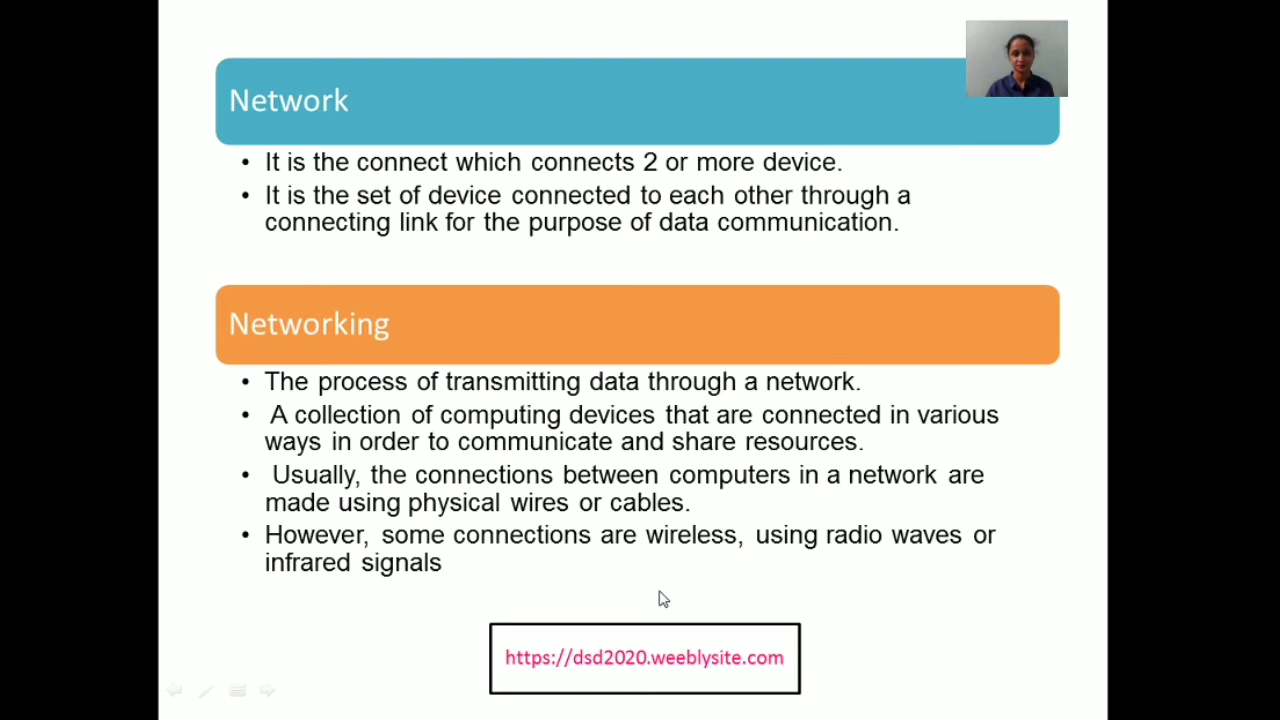 Network
• It is the connect which connects 2 or more device.
• It is the set of device connected to each other through a
connecting link for the purpose of data communication.
Networking
• The process of transmitting data through a network.
• A collection of computing devices that are connected in various
ways in order to communicate and share resources.
• Usually, the connections between computers in a network are
made using physical wires or cables.
• However, some connections are wireless, using radio waves or
infrared signals
https://dsd2020.weeblysite.com